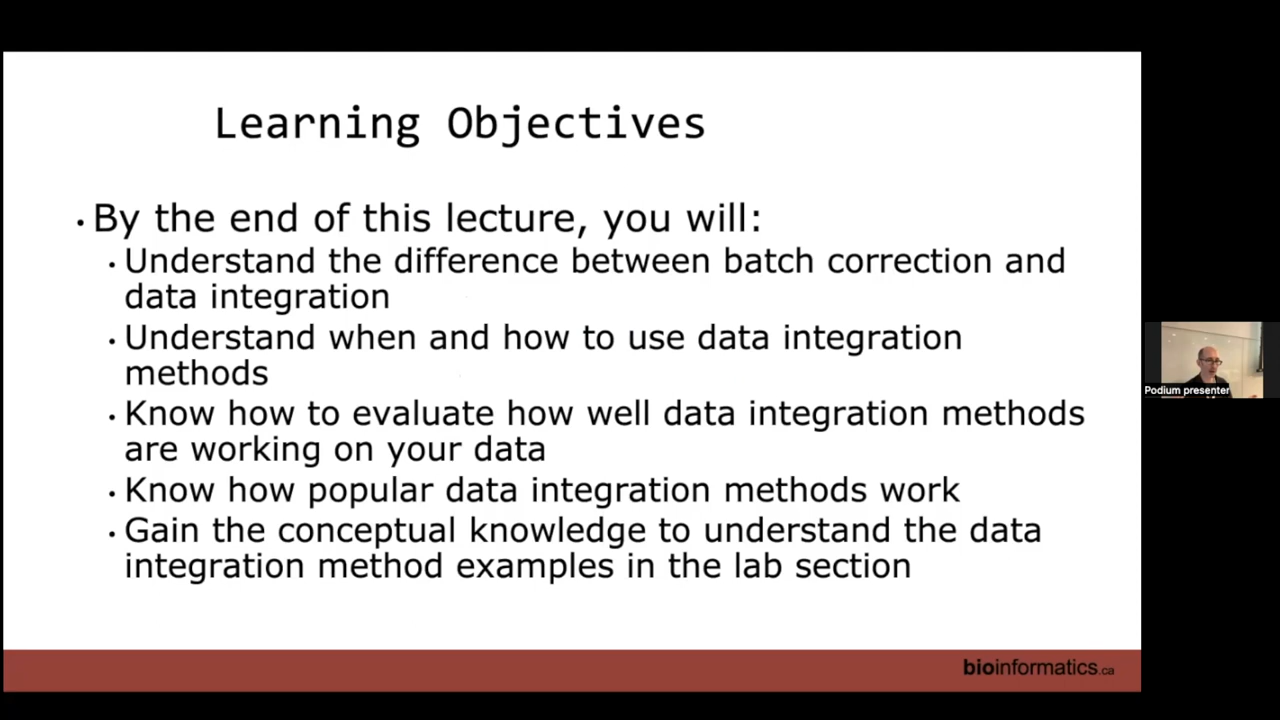 Learning Objectives
• By the end of this lecture, you will:
• Understand the difference between batch correction and
data integration
• Understand when and how to use data integration
methods
• Know how to evaluate how well data integration methods
are working on your data
• Know how popular data integration methods work
• Gain the conceptual knowledge to understand the data
integration method examples in the lab section
Podium presenter
bioinformatics.ca